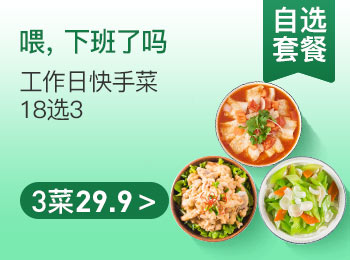 喂，下班了吗
工作日快手菜
18选3
3菜29.9 >
自选
套餐